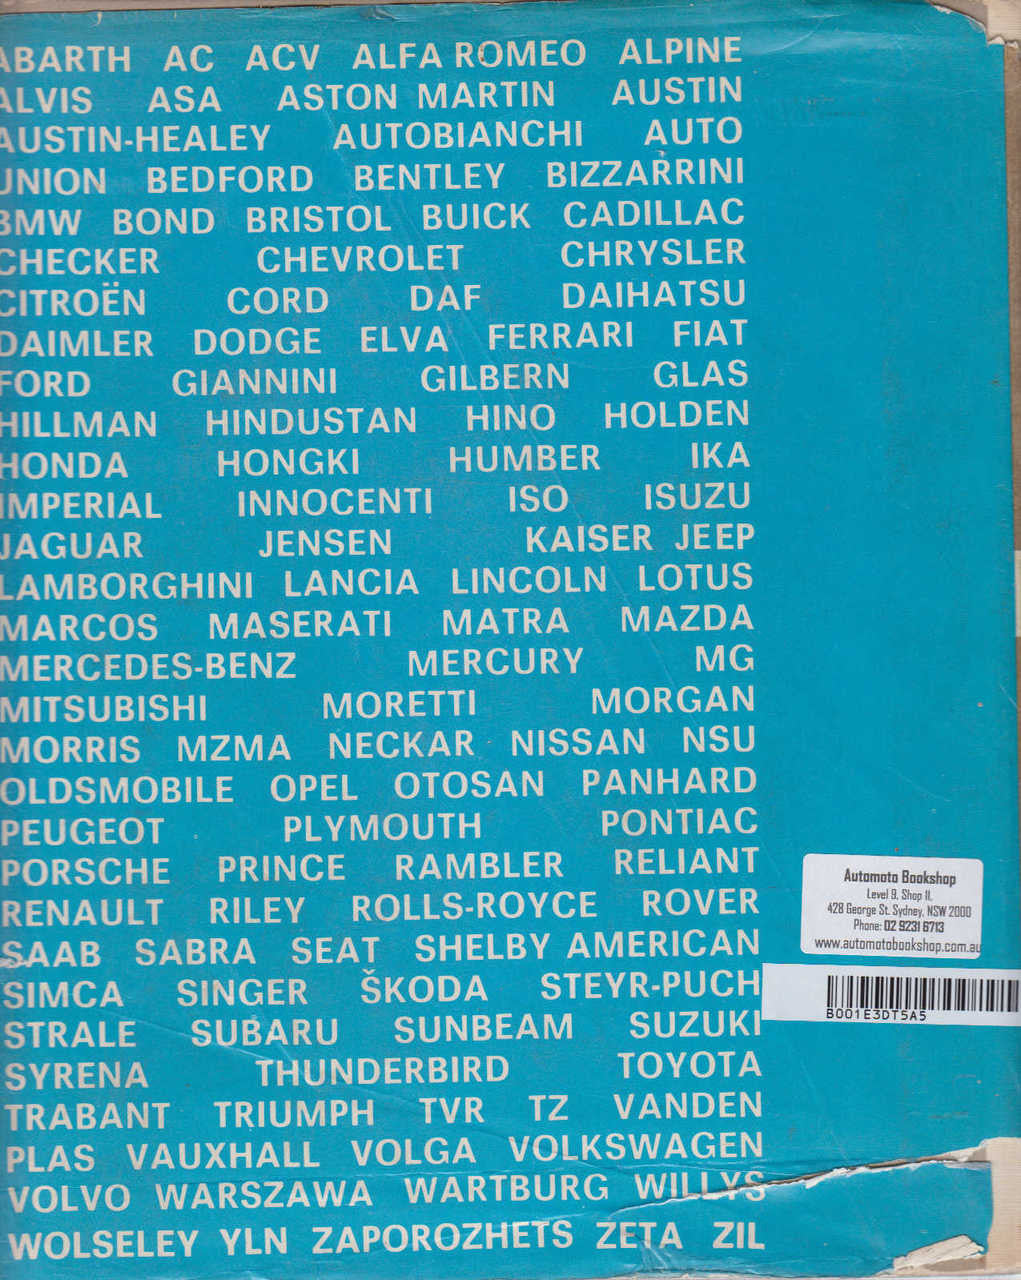 ABARTH AC ACV ALFA ROMEO ALPINE
ALVIS ASA ASTON MARTIN AUSTIN
AUSTIN-HEALEY AUTOBIANCHI AUTO
UNION BEDFORD BENTLEY BIZZARRINI
BMW BOND BRISTOL BUICK CADILLAC
CHECKER CHEVROLET CHRYSLER
CITROËN CORD DAF DAIHATSU
DAIMLER DODGE ELVA FERRARI FIAT
FORD GIANNINI GILBERN GLAS
HILLMAN HINDUSTAN HINO HOLDEN
HONDA HONGKI HUMBER IKA
IMPERIAL INNOCENTI ISO ISUZU
JAGUAR JENSEN KAISER JEEP
LAMBORGHINI LANCIA LINCOLN LOTUS
MARCOS MASERATI MATRA MAZDA
MERCEDES-BENZ MERCURY MG
MITSUBISHI MORETTI MORGAN
MORRIS MZMA NECKAR NISSAN NSU
OLDSMOBILE OPEL OTOSAN PANHARD
PEUGEOT PLYMOUTH PONTIAC
PORSCHE PRINCE RAMBLER RELIANT
RENAULT RILEY ROLLS-ROYCE ROVER
SAAB SABRA SEAT SHELBY AMERICAN
SIMCA SINGER ŠKODA STEYR-PUCH
STRALE SUBARU SUNBEAM SUZUKI
SYRENA THUNDERBIRD TOYOTA
TRABANT TRIUMPH TVR TZ VANDEN
PLAS VAUXHALL VOLGA VOLKSWAGEN
VOLVO WARSZAWA WARTBURG WILLYS
WOLSELEY YLN ZAPOROZHETS ZETA ZIL
Automoto Bookshop
Level 9, Shop 11,
428 George St. Sydney, NSW 2000
Phone: 02 9231 6713
www.automotobookshop.com.au
B001E3DT5A5